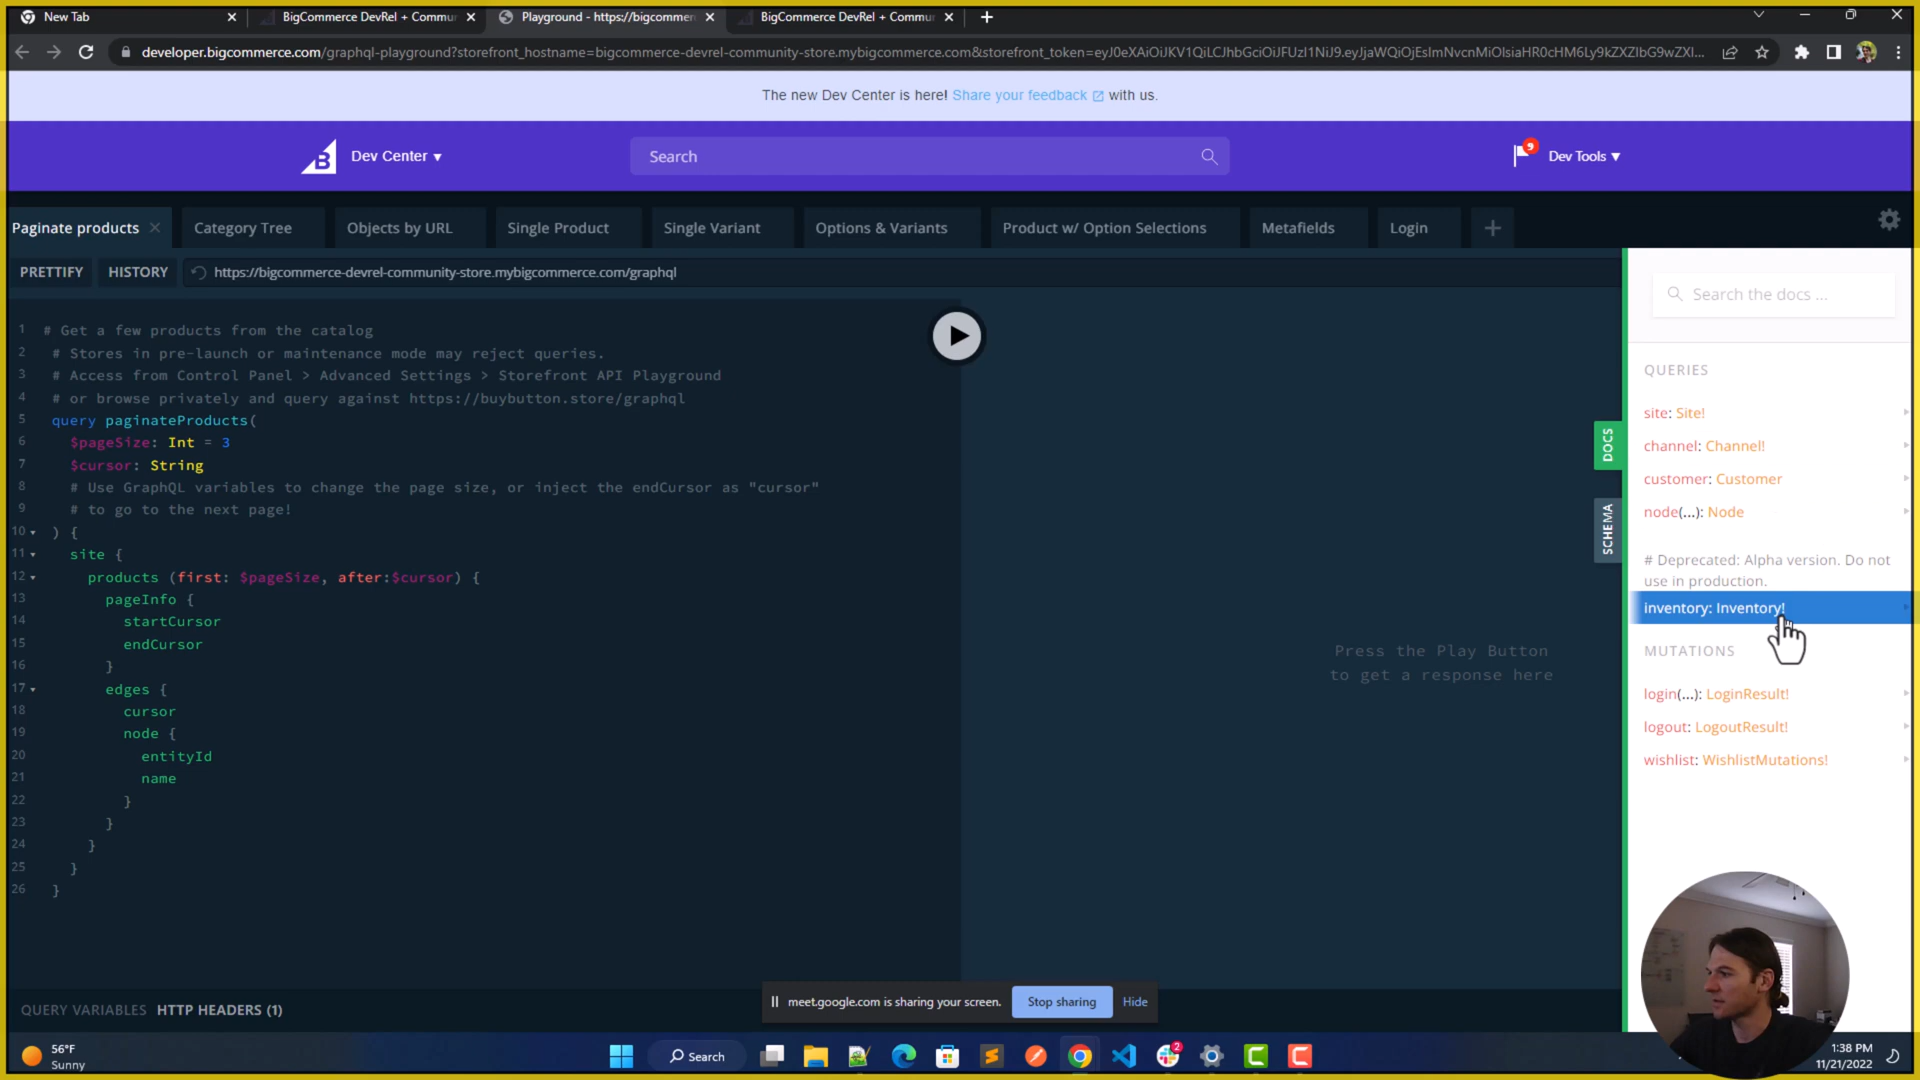 New Tab
BigCommerce DevRel + Commu
Playground - https://bigcommer
BigCommerce DevRel + Commu
developer.bigcommerce.com/graphql-playground?storefront_hostname=bigcommerce-devrel-community-store.mybigcommerce.com&storefront_token=eyJ0eXAiOiJKV1QiLCJhbGciOiJFUzI1NiJ9.eyJjaWQiOjEsImNvcnMiOlsiaHR0cHM6Ly9kZXZlbG9wZXI...
The new Dev Center is here! Share your feedback with us.
B
Dev Center
Search
9
Dev Tools
Paginate products
Category Tree
Objects by URL
Single Product
Single Variant
Options & Variants
Product w/ Option Selections
Metafields
Login
PRETTIFY
HISTORY
https://bigcommerce-devrel-community-store.mybigcommerce.com/graphql
1 # Get a few products from the catalog
2 # Stores in pre-launch or maintenance mode may reject queries.
3 # Access from Control Panel > Advanced Settings > Storefront API Playground
4 # or browse privately and query against https://buybutton.store/graphql
5 query paginateProducts(
6 $pageSize: Int = 3
7 $cursor: String
8 # Use GraphQL variables to change the page size, or inject the endCursor as "cursor"
9 # to go to the next page!
10 ) {
11 site {
12 products (first: $pageSize, after:$cursor) {
13 pageInfo {
14 startCursor
15 endCursor
16 }
17 edges {
18 cursor
19 node {
20 entityId
21 name
22 }
23 }
24 }
25 }
26 }
Press the Play Button
to get a response here
DOCS
SCHEMA
Search the docs ...
QUERIES
site: Site!
channel: Channel!
customer: Customer
node(...): Node
# Deprecated: Alpha version. Do not
use in production.
inventory: Inventory!
MUTATIONS
login(...): LoginResult!
logout: LogoutResult!
wishlist: WishlistMutations!
QUERY VARIABLES
HTTP HEADERS (1)
meet.google.com is sharing your screen.
Stop sharing
Hide
56°F
Sunny
Search
2
1:38 PM
11/21/2022